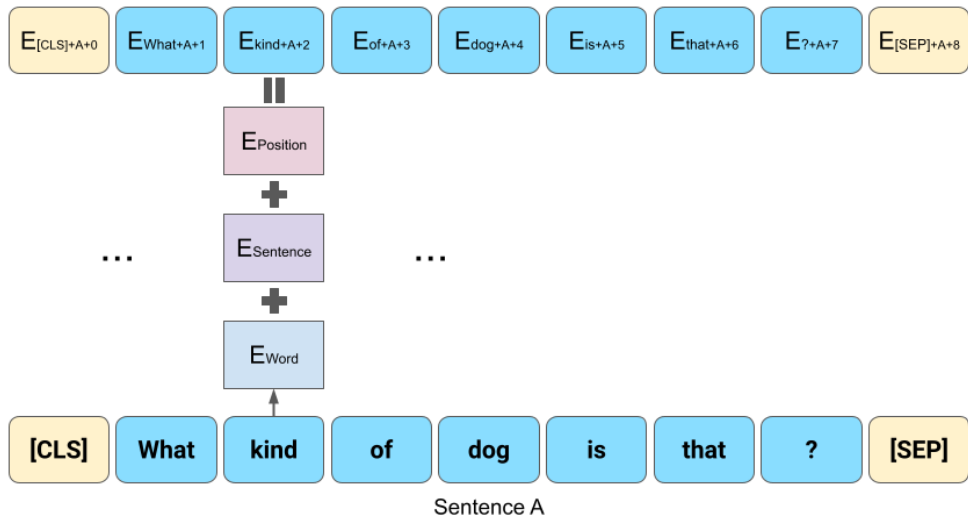 E[CLS]+A+0 EWhat+A+1 Ekind+A+2 Eof+A+3 Edog+A+4 Eis+A+5 Ethat+A+6 E?+A+7 E[SEP]+A+8
EPosition
ESentence
... ...
EWord
[CLS] What kind of dog is that ? [SEP]
Sentence A